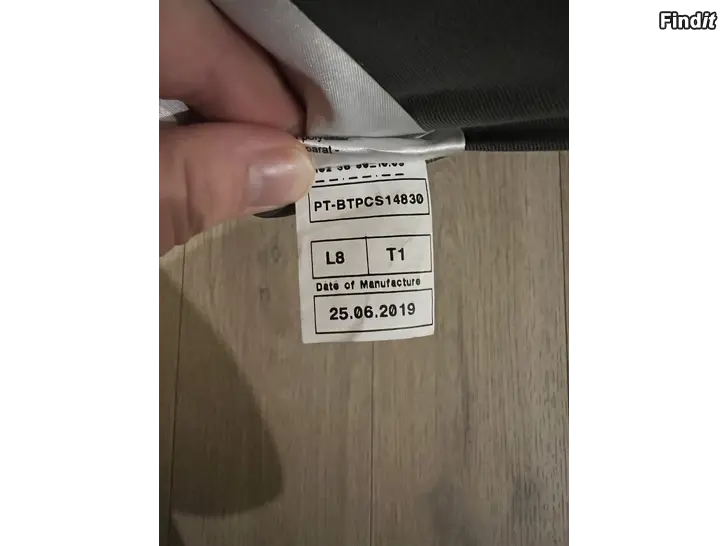 Findit
PT-BTPCS14830
L8 T1
Date of Manufacture
25.06.2019